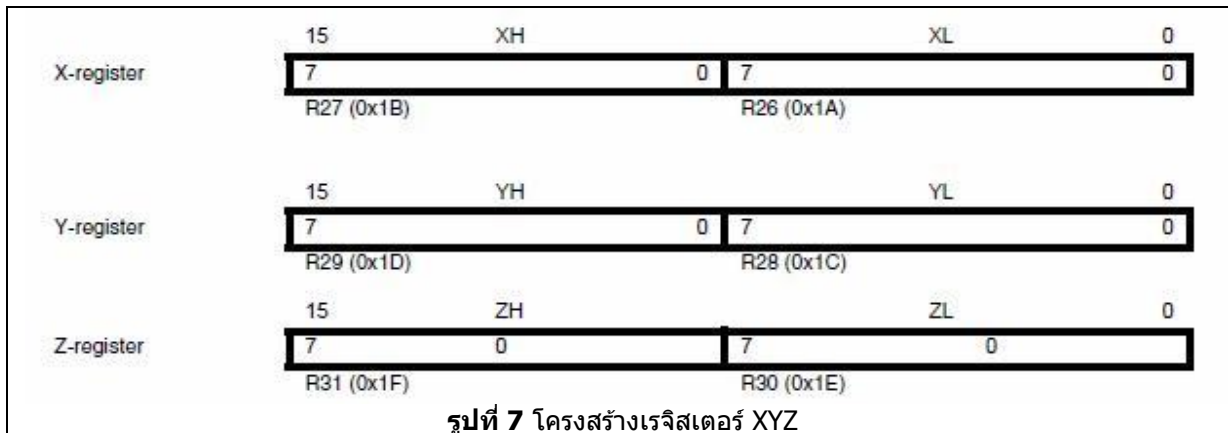 15 XH XL 0
X-register 7 0 7 0
R27 (0x1B) R26 (0x1A)
15 YH YL 0
Y-register 7 0 7 0
R29 (0x1D) R28 (0x1C)
15 ZH ZL 0
Z-register 7 0 7 0
R31 (0x1F) R30 (0x1E)
รูปที่ 7 โครงสร้างเรจิสเตอร์ XYZ